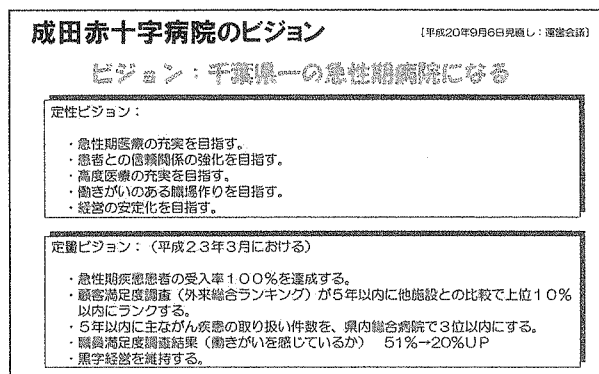 成田赤十字病院のビジョン
[平成20年9月6日見直し:運営会議]
ビジョン:千葉県一の急性期病院になる
定性ビジョン:
・急性期医療の充実を目指す。
・患者との信頼関係の強化を目指す。
・高度医療の充実を目指す。
・働きがいのある職場作りを目指す。
・経営の安定化を目指す。
定量ビジョン:(平成23年3月における)
・急性期疾患患者の受入率100%を達成する。
・顧客満足度調査(外来総合ランキング)が5年以内に他施設との比較で上位10%
以内にランクする。
・5年以内に主ながん疾患の取り扱い件数を、県内総合病院で3位以内にする。
・職員満足度調査結果(働きがいを感じているか) 51%→20%UP
・黒字経営を維持する。